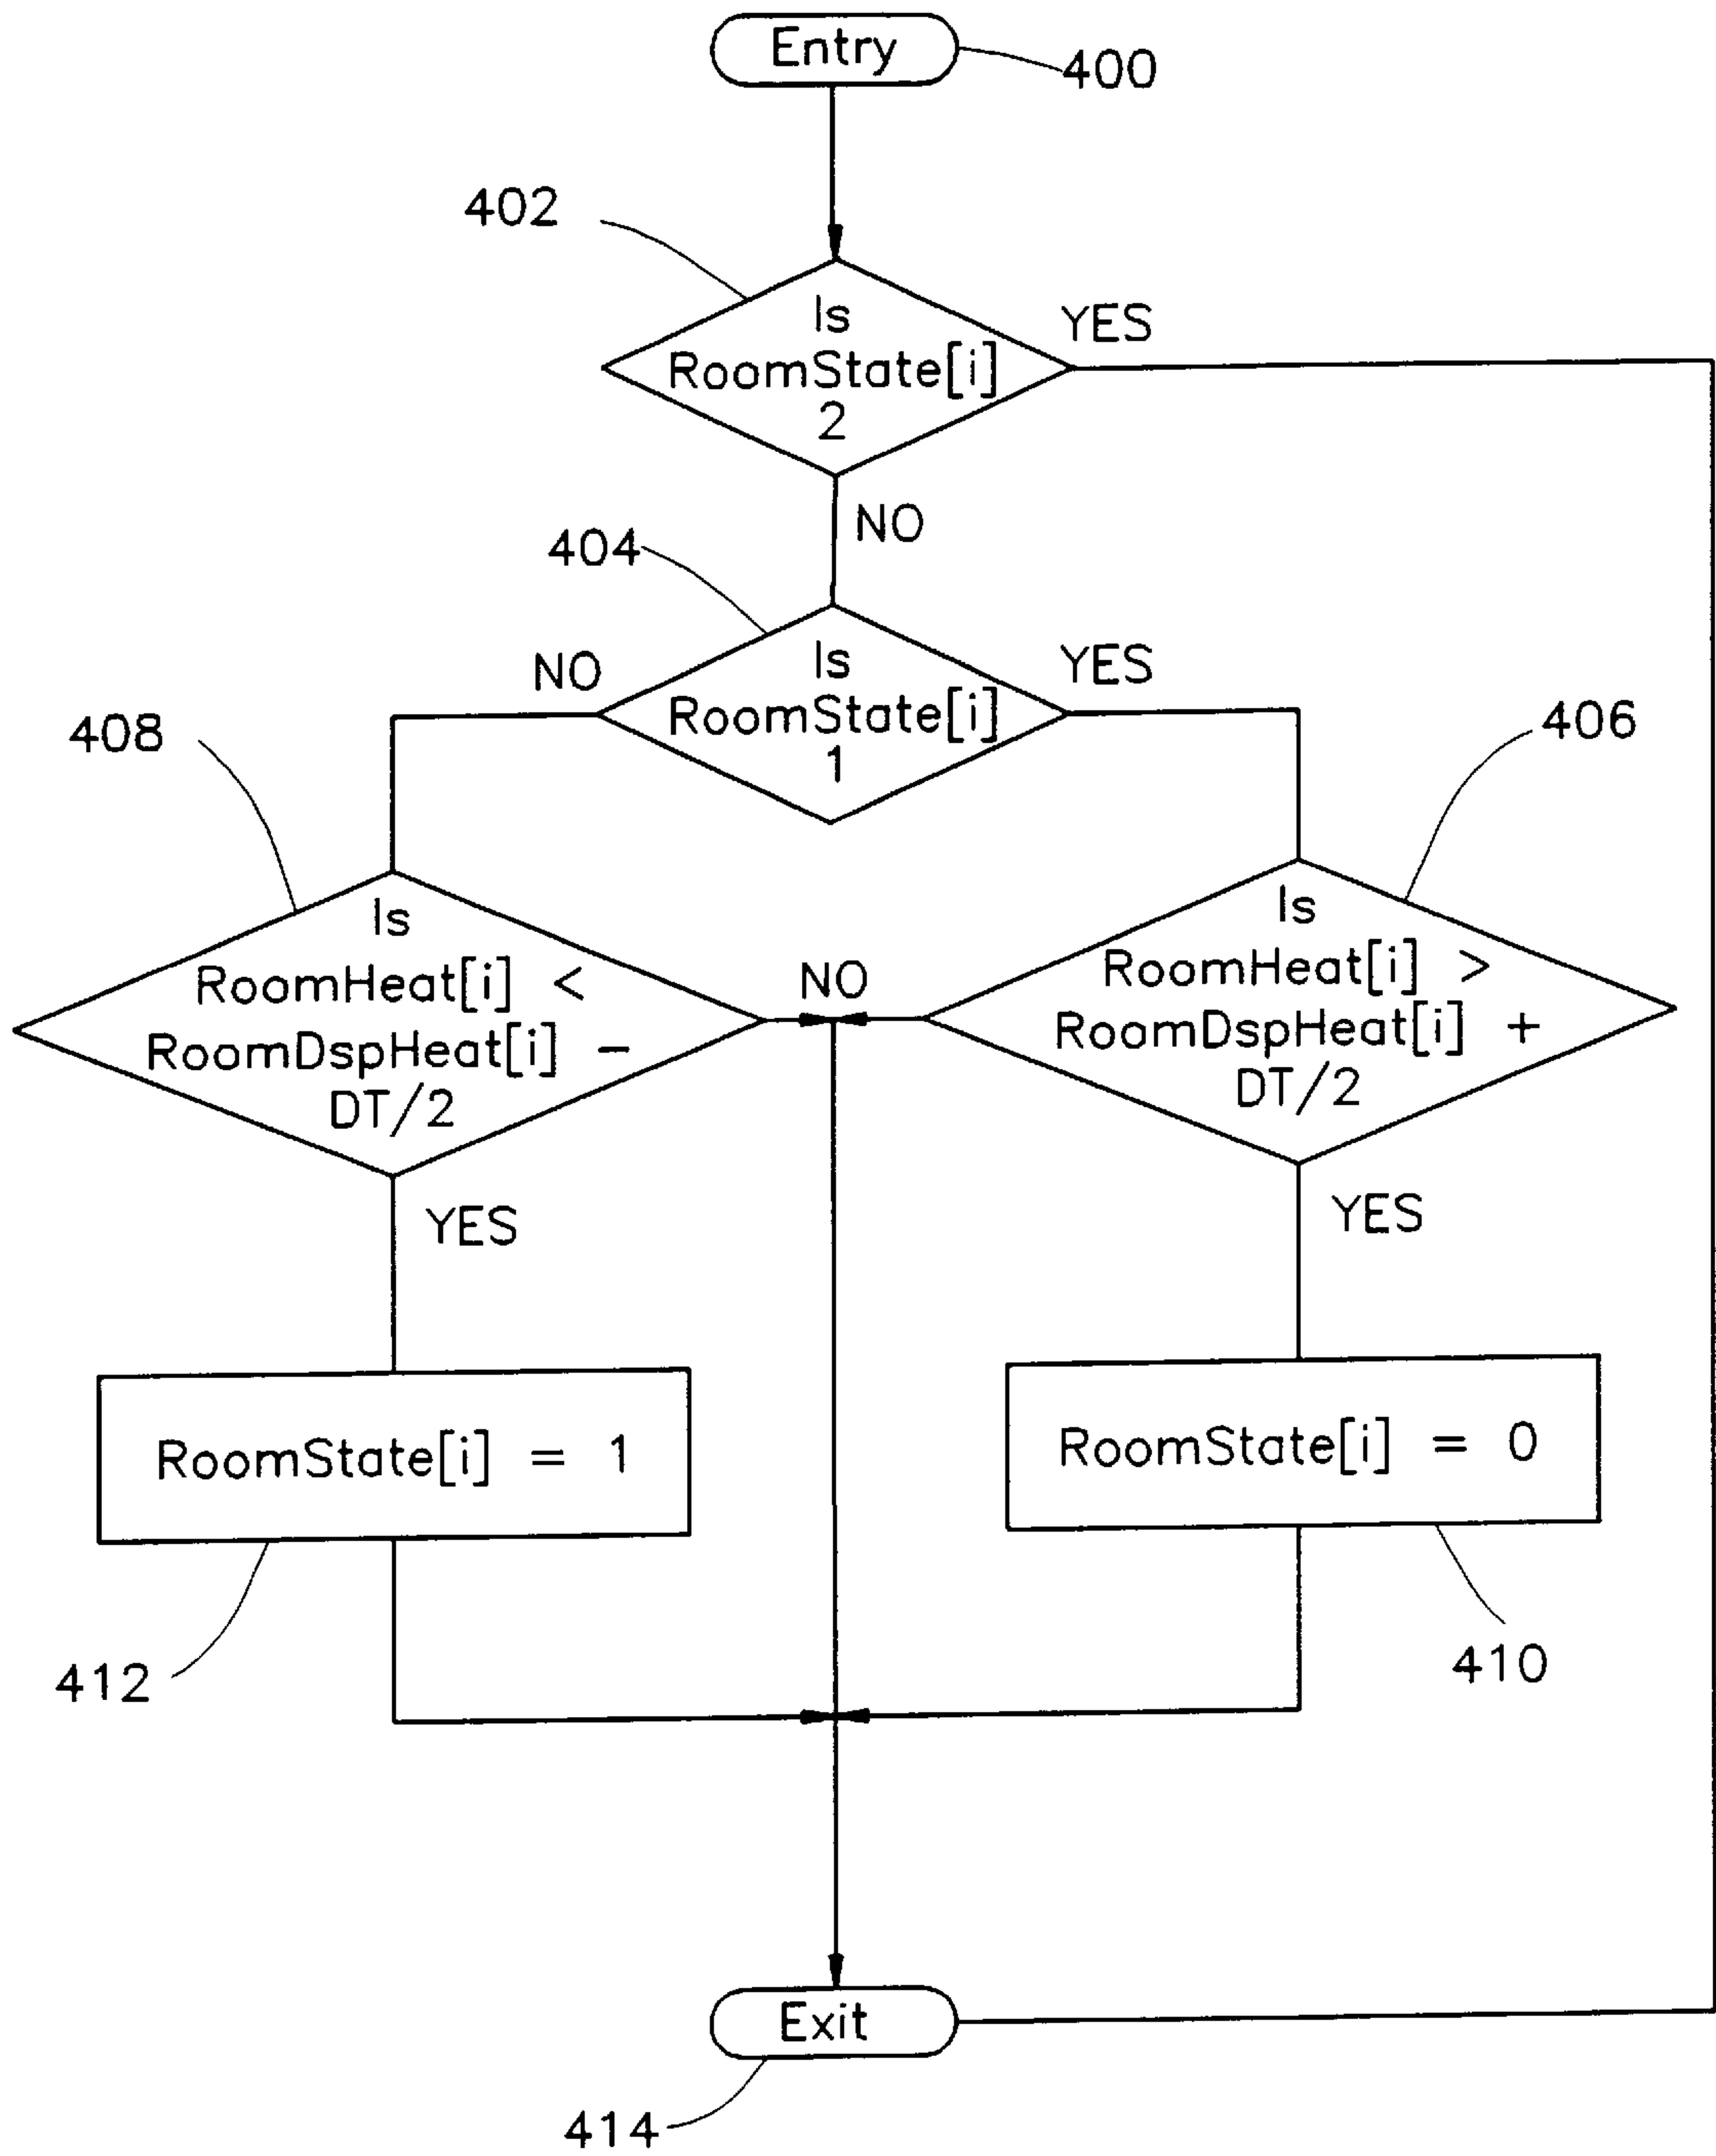 Entry
400
402
Is
RoomState[i]
2
YES
NO
404
Is
RoomState[i]
1
NO
YES
408
406
Is
RoomHeat[i] <
RoomDspHeat[i] -
DT/2
NO
Is
RoomHeat[i] >
RoomDspHeat[i] +
DT/2
YES
YES
RoomState[i] = 1
RoomState[i] = 0
412
410
Exit
414